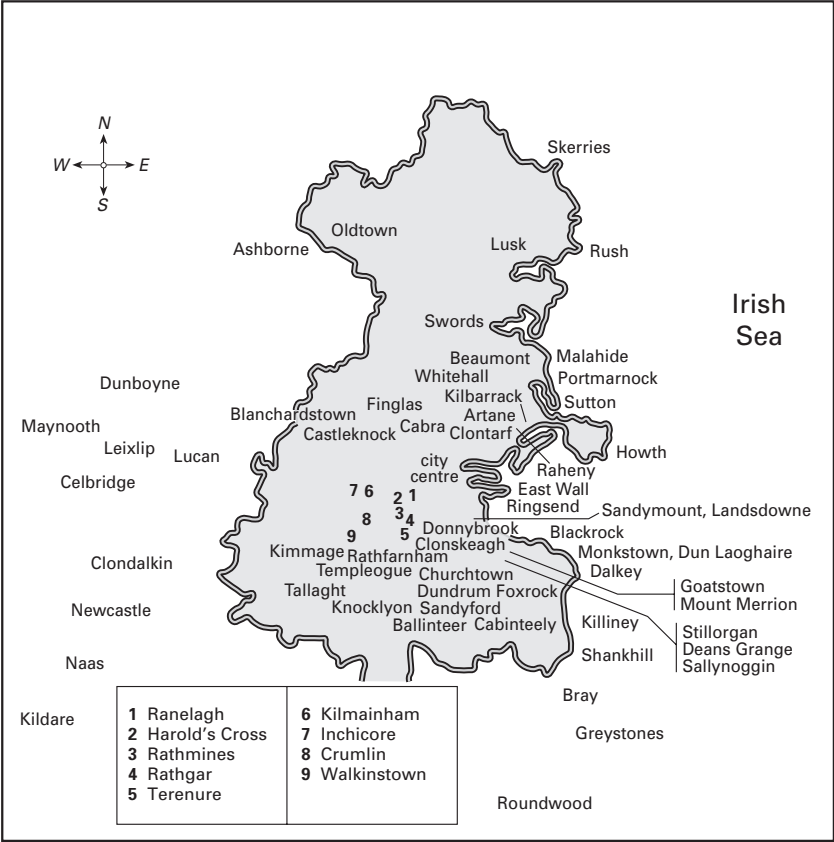 N
W E
S
Skerries
Oldtown
Ashborne
Lusk
Rush
Irish
Sea
Swords
Beaumont
Malahide
Whitehall
Portmarnock
Dunboyne
Kilbarrack
Sutton
Finglas
Blanchardstown
Artane
Maynooth
Cabra
Castleknock
Clontarf
Leixlip
Howth
Lucan
city
centre
Raheny
Celbridge
East Wall
7 6 2 1
Ringsend
Sandymount, Landsdowne
3
8 4
Donnybrook
Blackrock
9 5
Clonskeagh
Kimmage
Rathfarnham
Monkstown, Dun Laoghaire
Clondalkin
Templeogue
Churchtown
Dalkey
Tallaght
Dundrum Foxrock
Goatstown
Mount Merrion
Newcastle
Knocklyon
Sandyford
Ballinteer
Cabinteely
Killiney
Stillorgan
Deans Grange
Sallynoggin
Shankhill
Naas
Bray
Kildare
Greystones
Roundwood
1 Ranelagh
2 Harold's Cross
3 Rathmines
4 Rathgar
5 Terenure
6 Kilmainham
7 Inchicore
8 Crumlin
9 Walkinstown